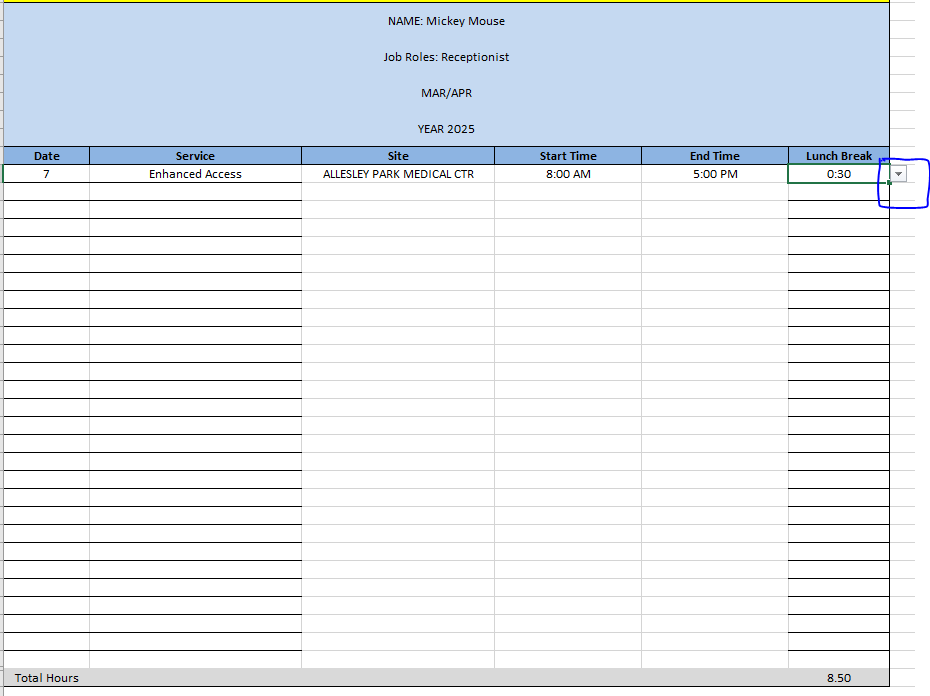 NAME: Mickey Mouse
Job Roles: Receptionist
MAR/APR
YEAR 2025
Date Service Site Start Time End Time Lunch Break
7 Enhanced Access ALLESLEY PARK MEDICAL CTR 8:00 AM 5:00 PM 0:30
Total Hours 8.50